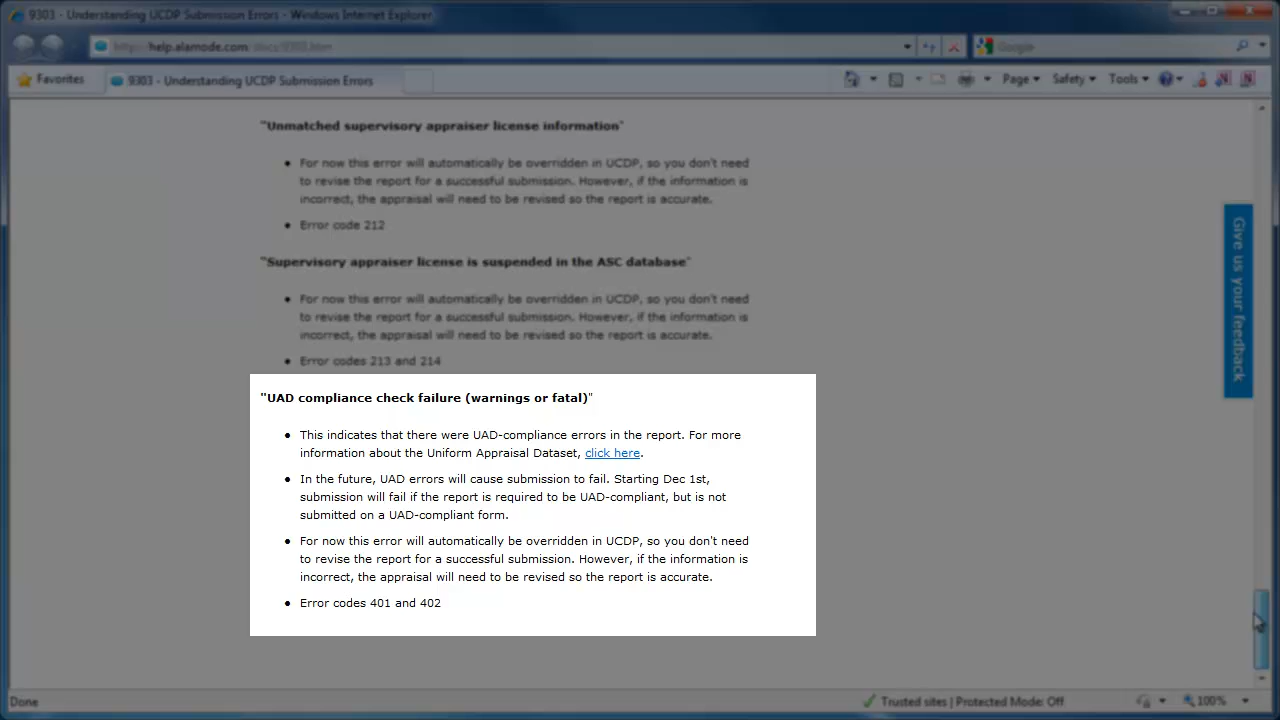 9303 - Understanding UCDP Submission Errors - Windows Internet Explorer
http://help.alamode.com/docs/9303.htm
Google
Favorites
9303 - Understanding UCDP Submission Errors
Page
Safety
Tools
"Unmatched supervisory appraiser license information"
• For now this error will automatically be overridden in UCDP, so you don't need
to revise the report for a successful submission. However, if the information is
incorrect, the appraisal will need to be revised so the report is accurate.
• Error code 212
"Supervisory appraiser license is suspended in the ASC database"
• For now this error will automatically be overridden in UCDP, so you don't need
to revise the report for a successful submission. However, if the information is
incorrect, the appraisal will need to be revised so the report is accurate.
• Error codes 213 and 214
"UAD compliance check failure (warnings or fatal)"
• This indicates that there were UAD-compliance errors in the report. For more
information about the Uniform Appraisal Dataset, click here.
• In the future, UAD errors will cause submission to fail. Starting Dec 1st,
submission will fail if the report is required to be UAD-compliant, but is not
submitted on a UAD-compliant form.
• For now this error will automatically be overridden in UCDP, so you don't need
to revise the report for a successful submission. However, if the information is
incorrect, the appraisal will need to be revised so the report is accurate.
• Error codes 401 and 402
Give us your feedback
Done
Trusted sites | Protected Mode: Off
100%